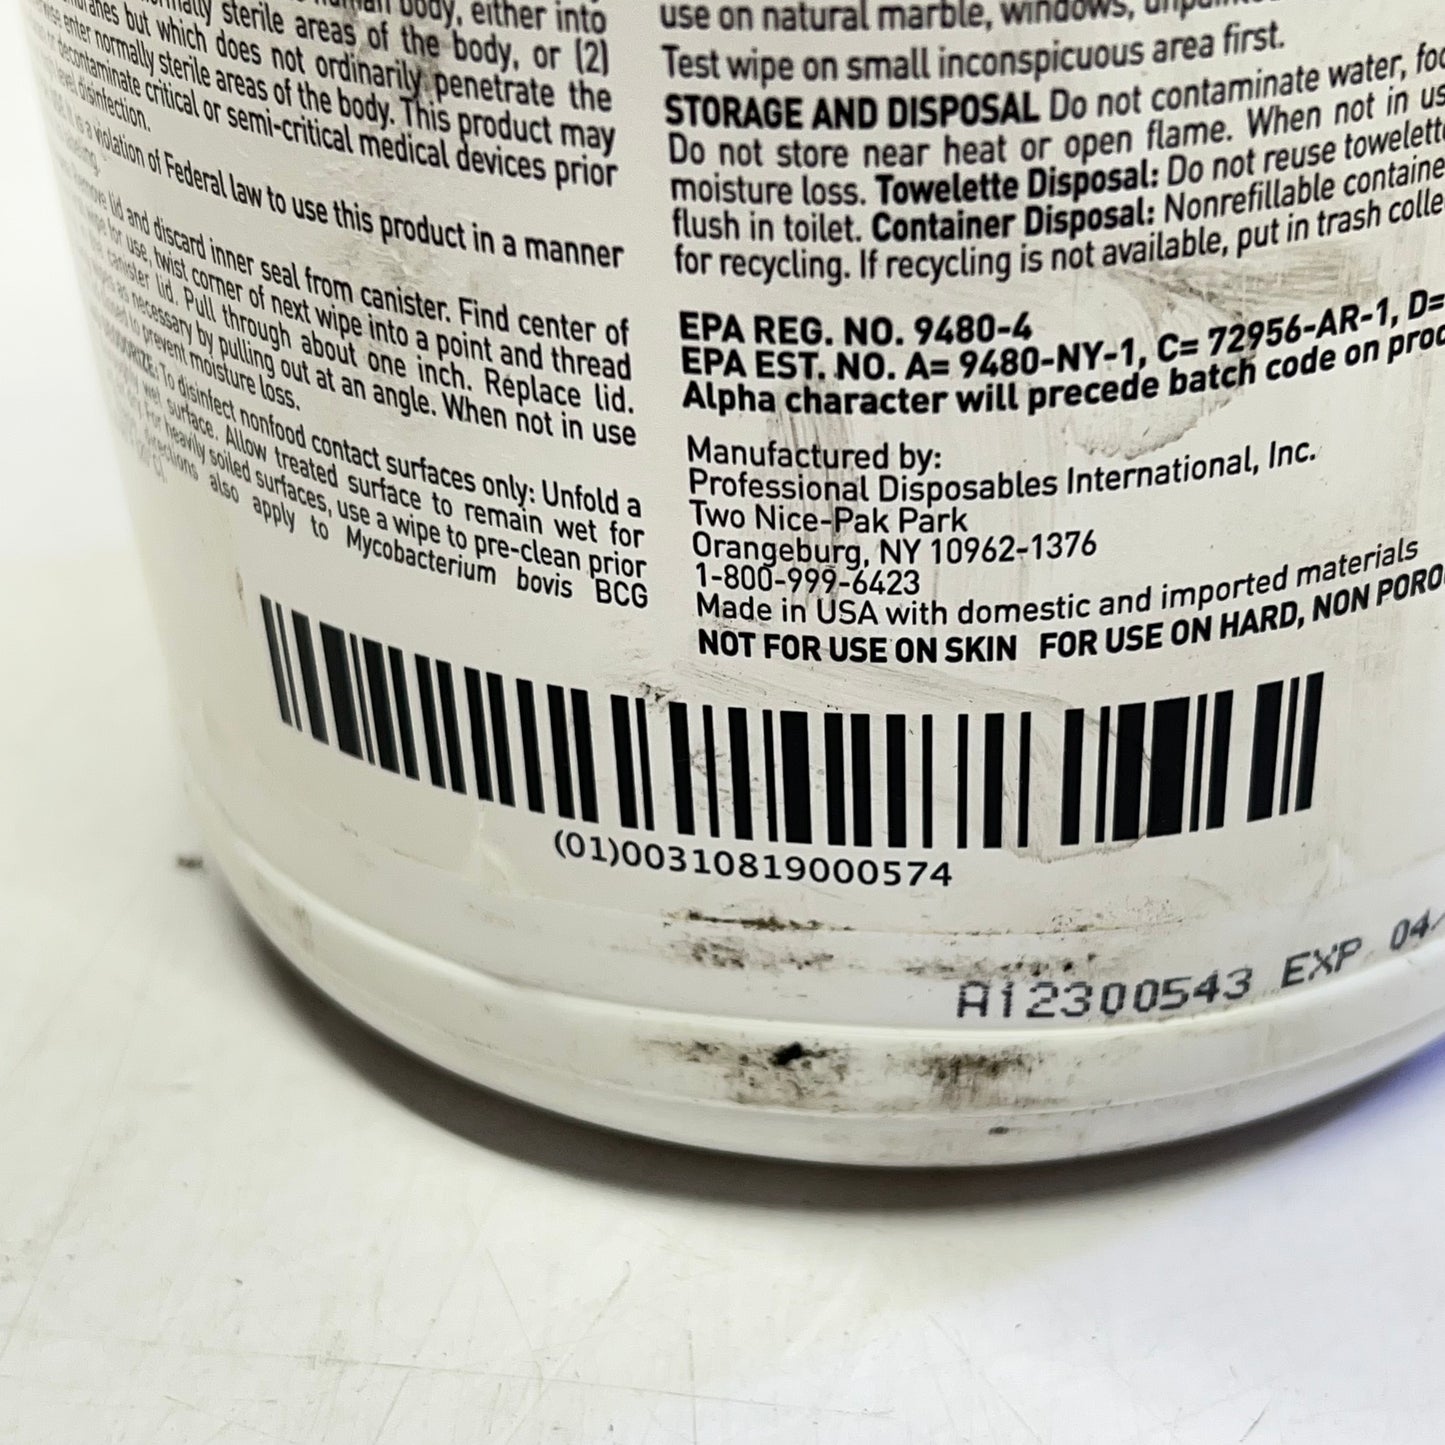 body, either into
sterile areas of the body, or (2)
but which does not ordinarily penetrate the
enter normally sterile areas of the body. This product may
decontaminate critical or semi-critical medical devices prior
level disinfection.
is a violation of Federal law to use this product in a manner
lid and discard inner seal from canister. Find center of
wipe for use, twist corner of next wipe into a point and thread
canister lid. Pull through about one inch. Replace lid.
as necessary by pulling out at an angle. When not in use
to prevent moisture loss.
To disinfect nonfood contact surfaces only: Unfold a
wet surface. Allow treated surface to remain wet for
For heavily soiled surfaces, use a wipe to pre-clean prior
directions also apply to Mycobacterium bovis BCG
use on natural marble, windows,
Test wipe on small inconspicuous area first.
STORAGE AND DISPOSAL Do not contaminate water,
Do not store near heat or open flame. When not in
moisture loss. Towelette Disposal: Do not reuse
flush in toilet. Container Disposal: Nonrefillable
for recycling. If recycling is not available, put in trash
EPA REG. NO. 9480-4
EPA EST. NO. A= 9480-NY-1, C= 72956-AR-1, D=
Alpha character will precede batch code on
Manufactured by:
Professional Disposables International, Inc.
Two Nice-Pak Park
Orangeburg, NY 10962-1376
1-800-999-6423
Made in USA with domestic and imported materials
NOT FOR USE ON SKIN FOR USE ON HARD, NON
(01)00310819000574
A12300543 EXP 04